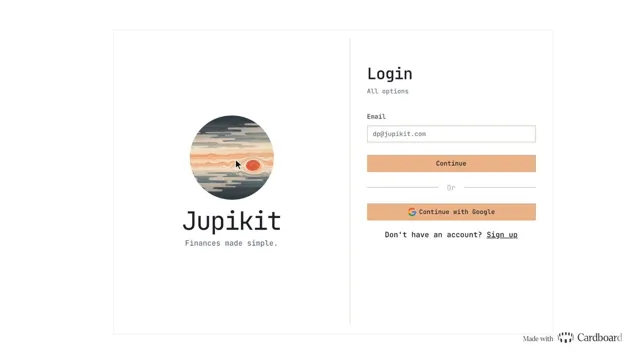 Login
All options
Email
dp@jupikit.com
Continue
Or
Continue with Google
Don't have an account? Sign up
Jupikit
Finances made simple.
Made with Cardboard